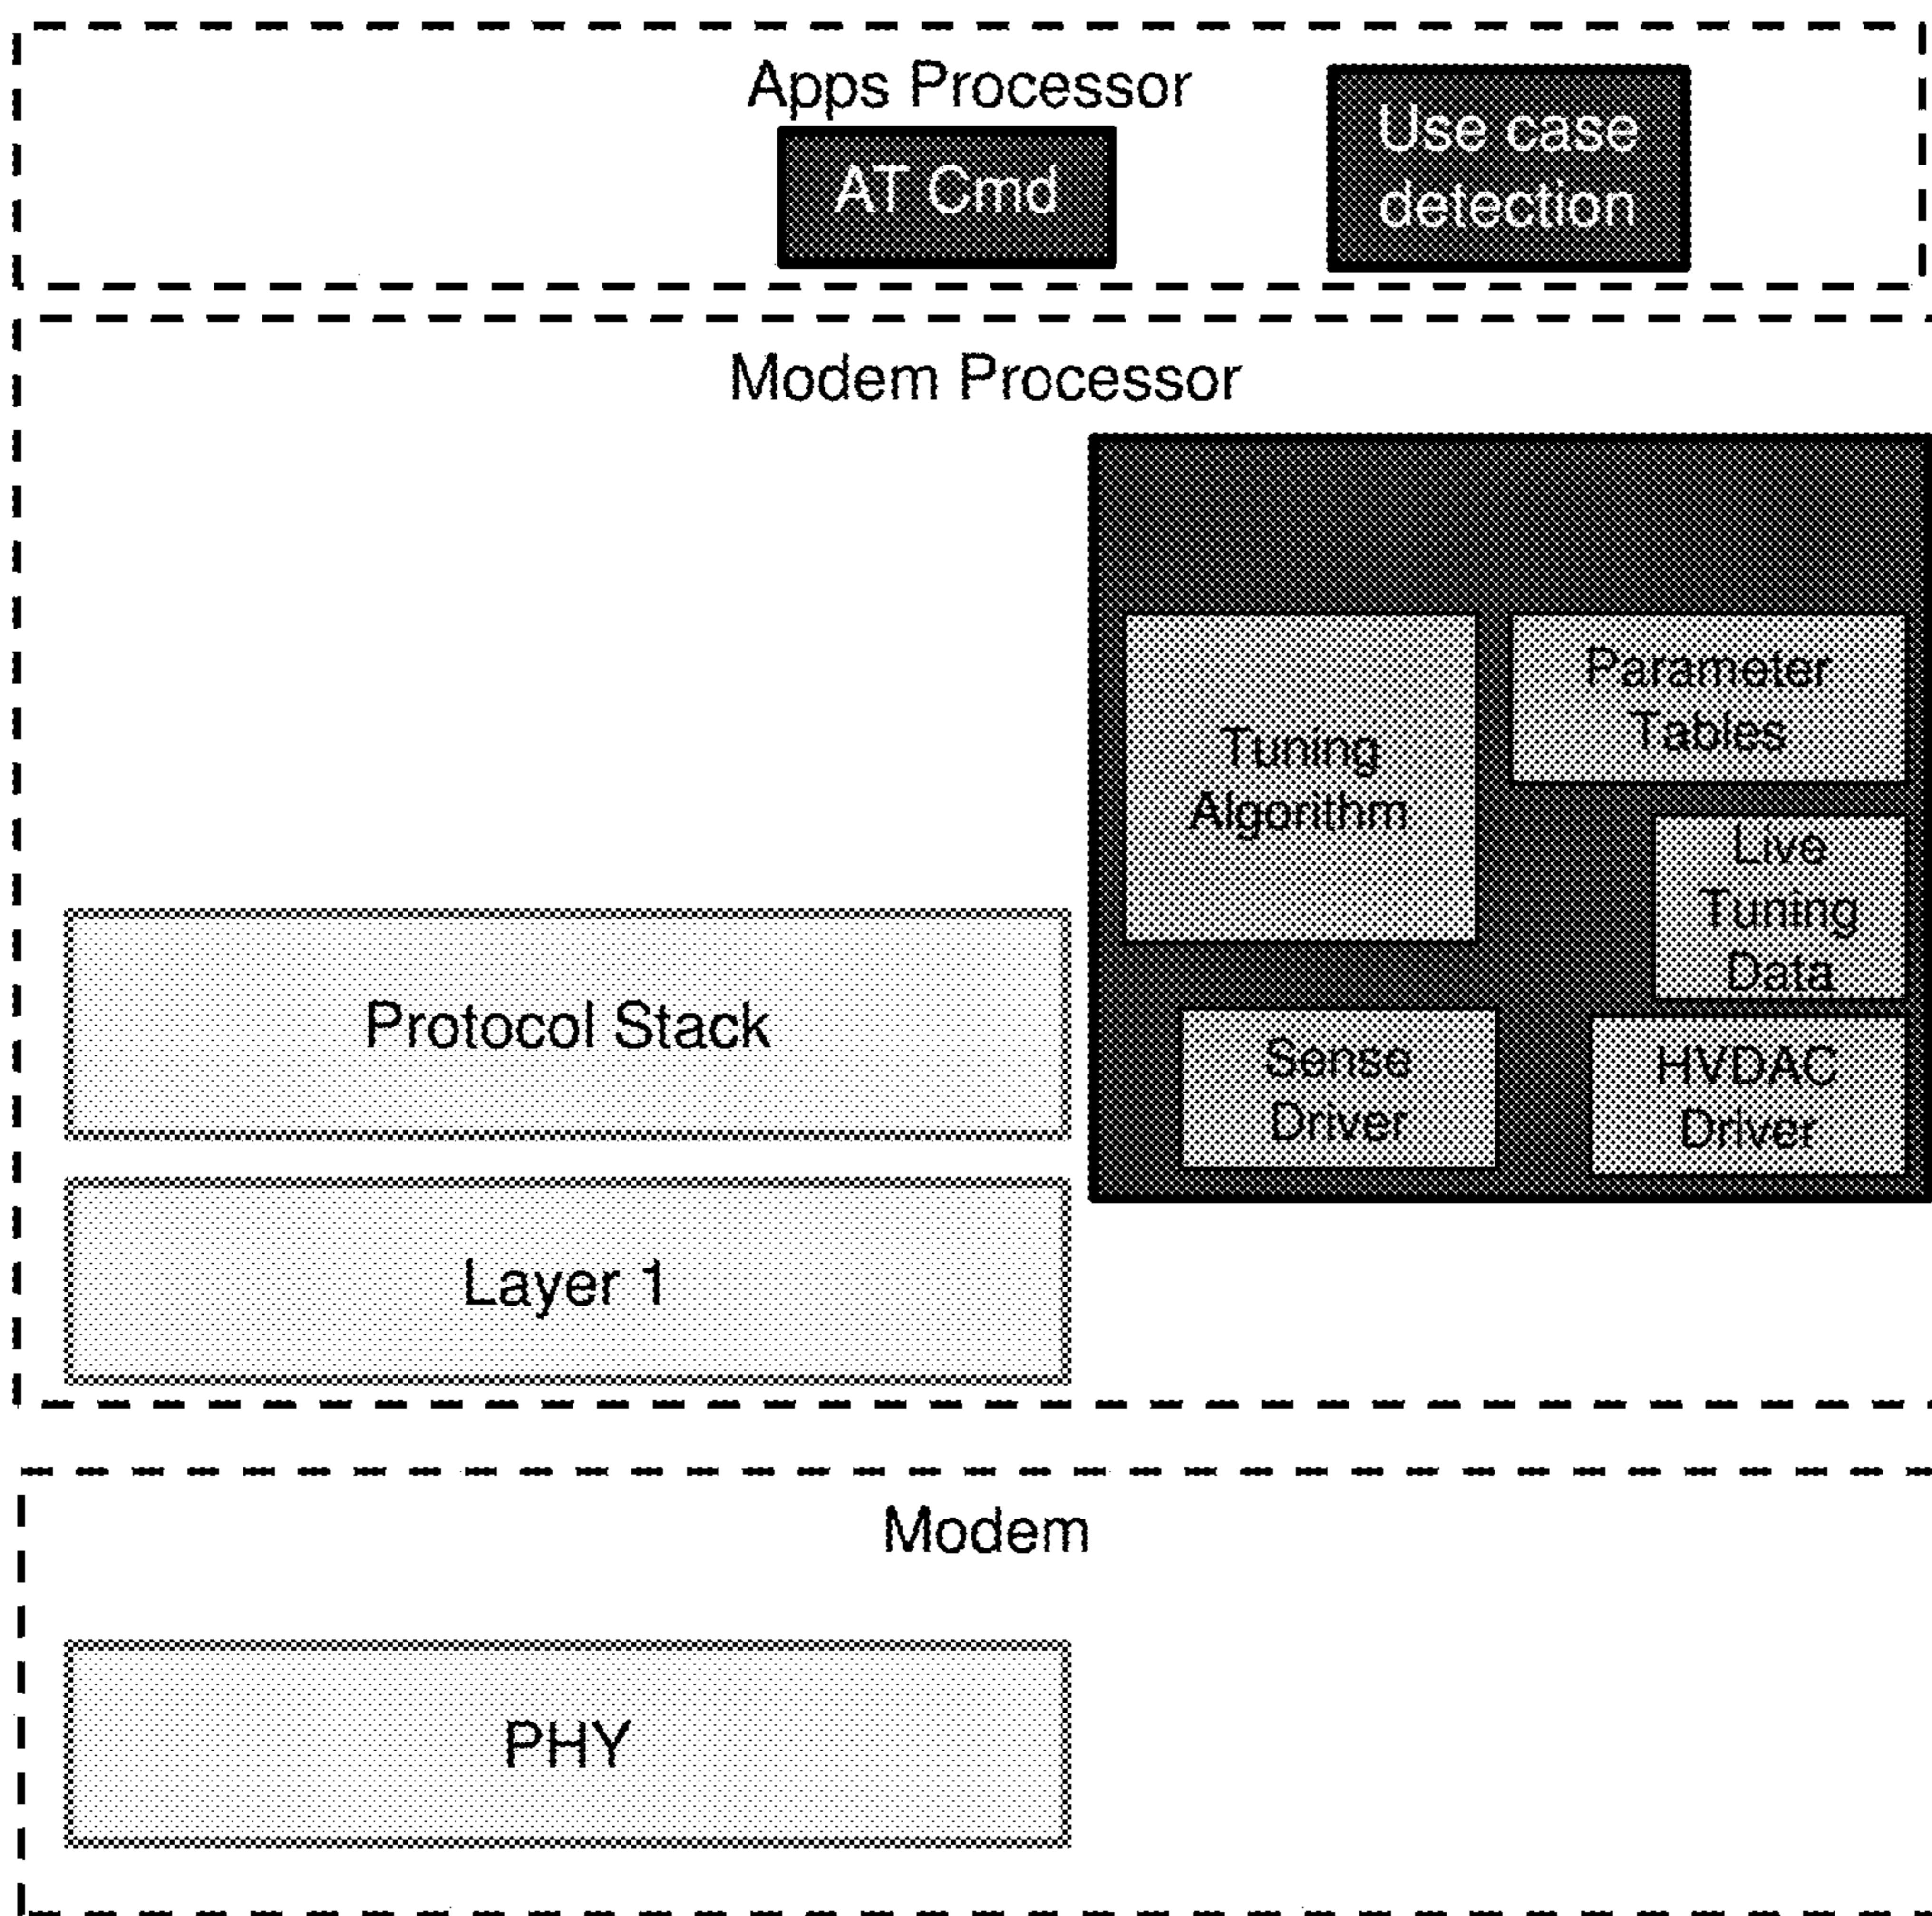 Apps Processor
AT Cmd
Use case
detection
Modem Processor
Tuning
Algorithm
Parameter
Tables
Live
Tuning
Data
Sense
Driver
HVDAC
Driver
Protocol Stack
Layer 1
Modem
PHY